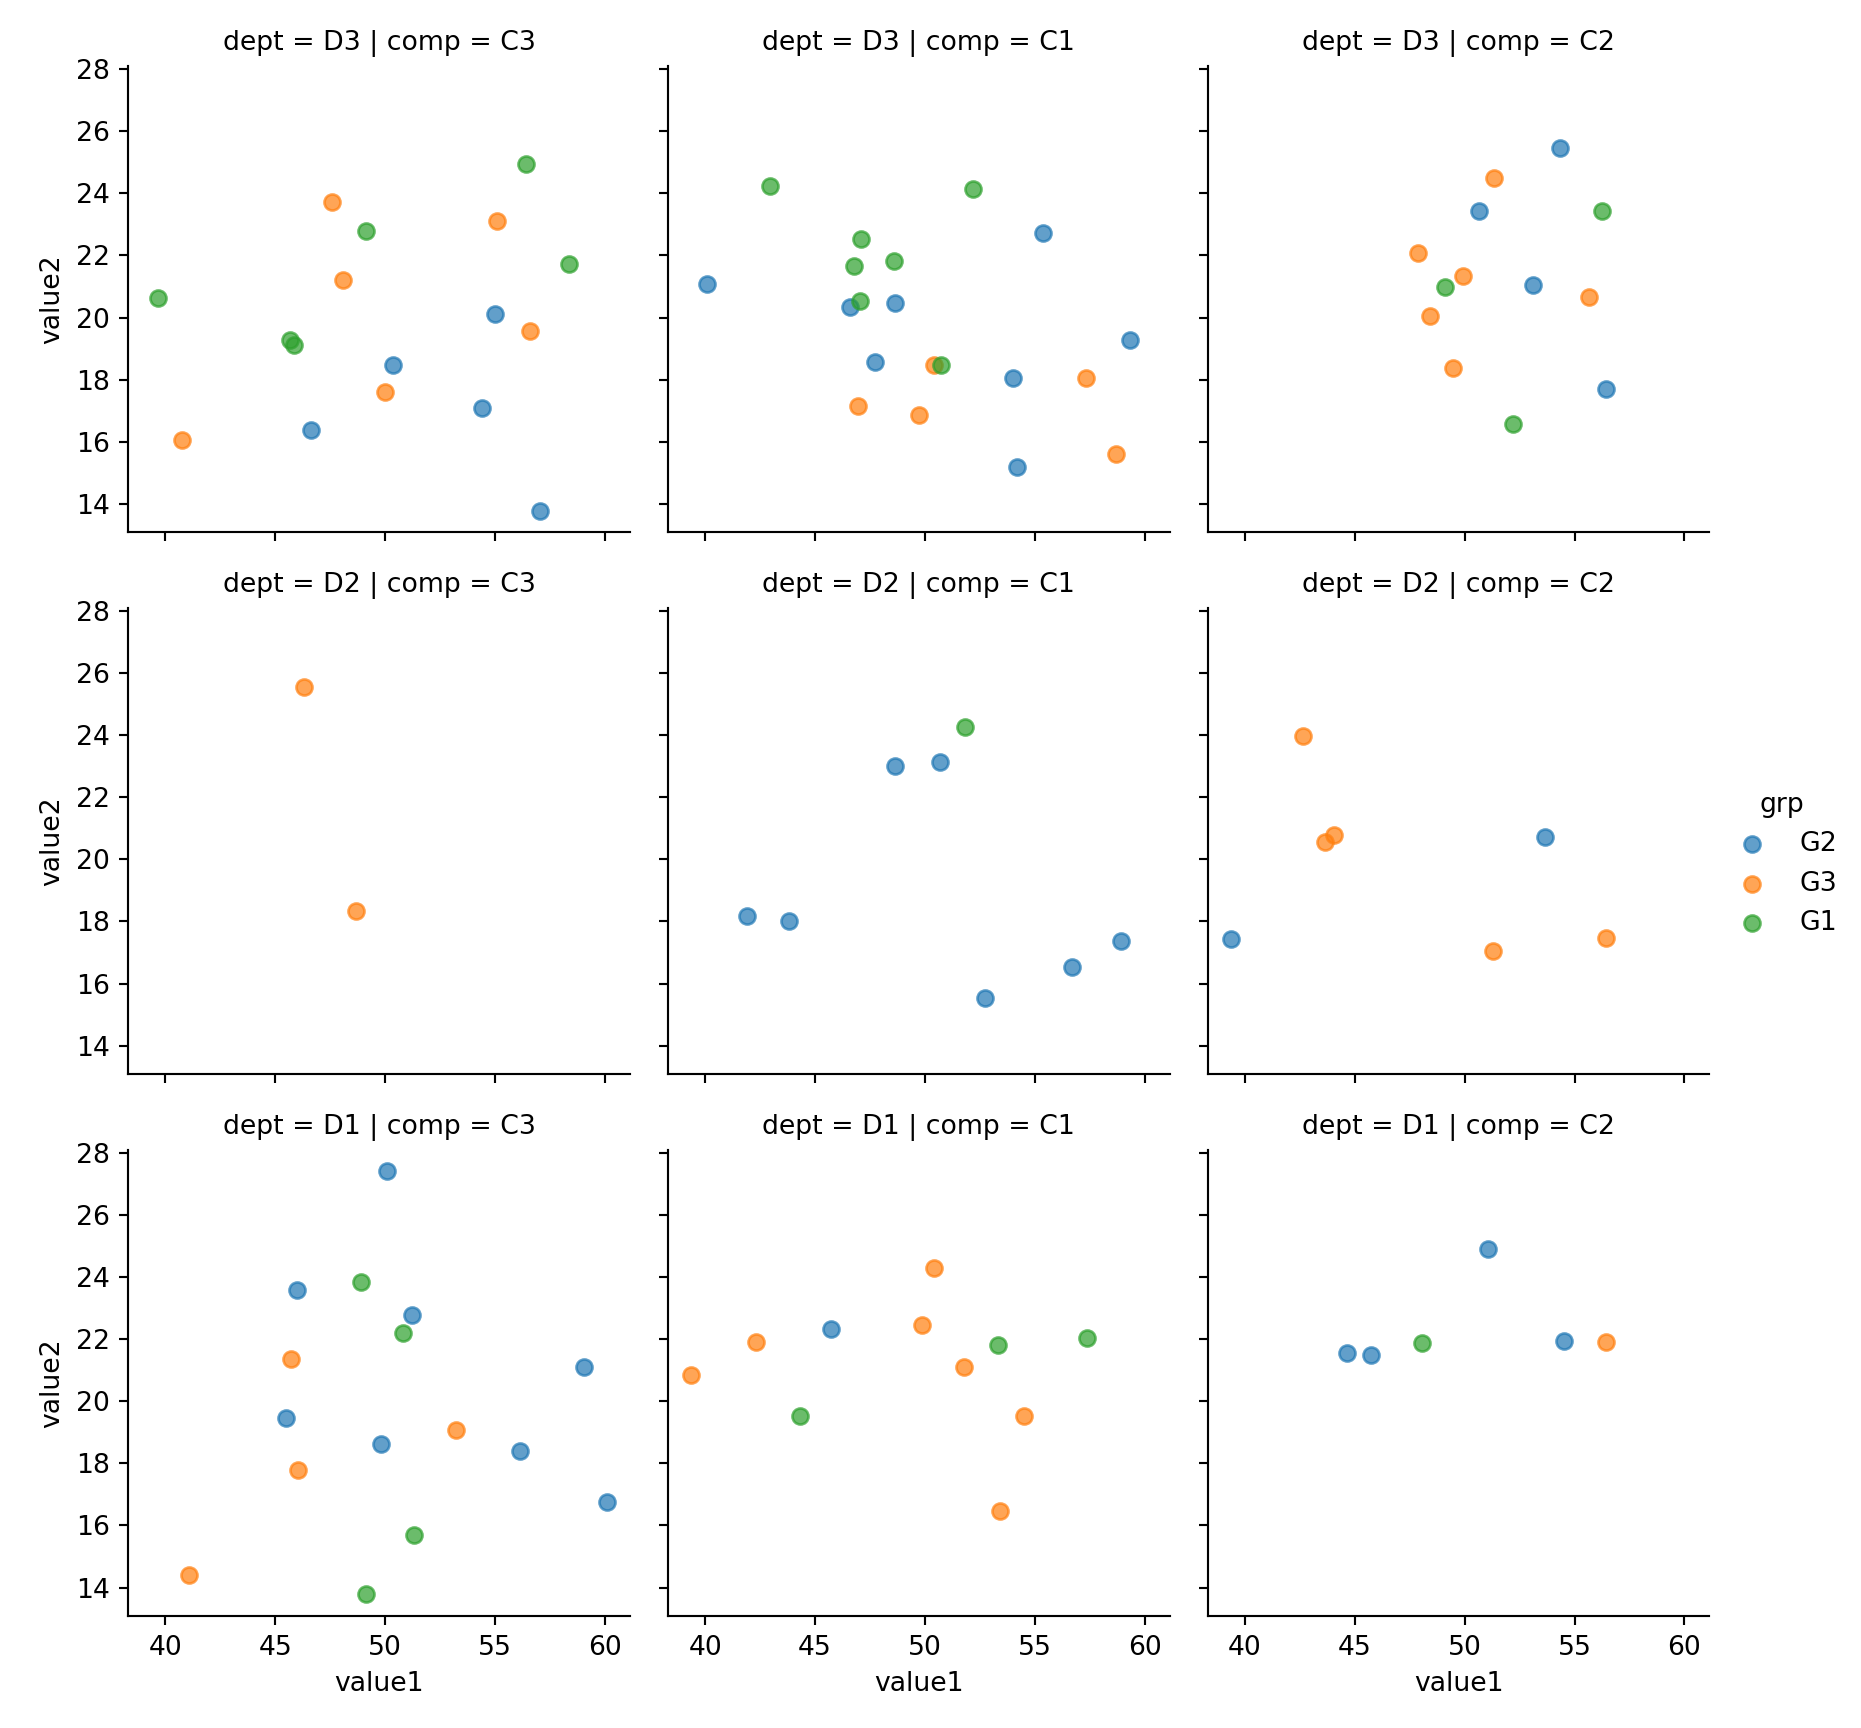 dept = D3 | comp = C3
dept = D3 | comp = C1
dept = D3 | comp = C2
28
26
24
22
20
18
16
14
value2
dept = D2 | comp = C3
dept = D2 | comp = C1
dept = D2 | comp = C2
28
26
24
22
20
18
16
14
value2
grp
G2
G3
G1
dept = D1 | comp = C3
dept = D1 | comp = C1
dept = D1 | comp = C2
28
26
24
22
20
18
16
14
value2
40 45 50 55 60
40 45 50 55 60
40 45 50 55 60
value1
value1
value1